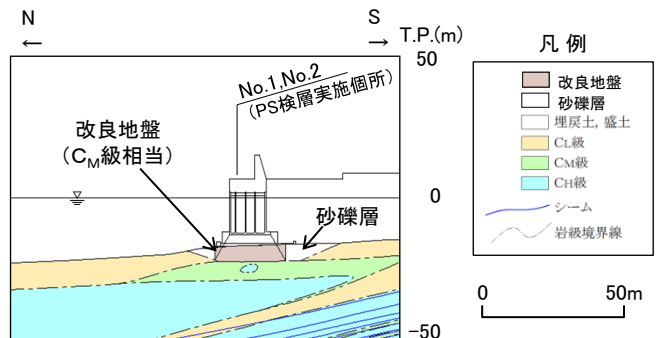 N
S
←
→
T.P.(m)
50
0
-50
No.1,No.2
(PS検層実施個所)
改良地盤
(CM級相当)
砂礫層
凡 例
改良地盤
砂礫層
埋戻土, 盛土
CL級
CM級
CH級
シーム
岩級境界線
0
50m